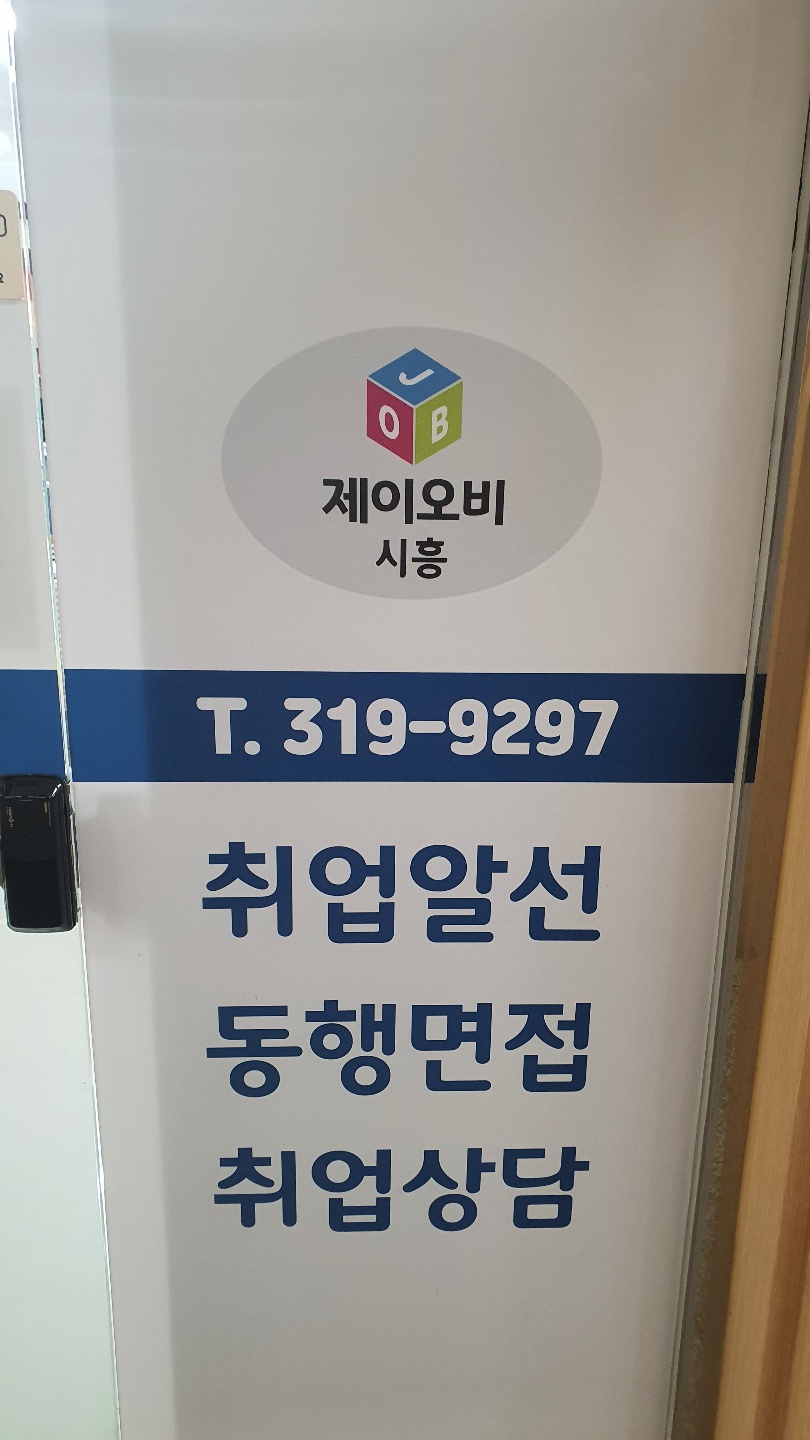 J
O B
제이오비
시흥
T. 319-9297
취업알선
동행면접
취업상담